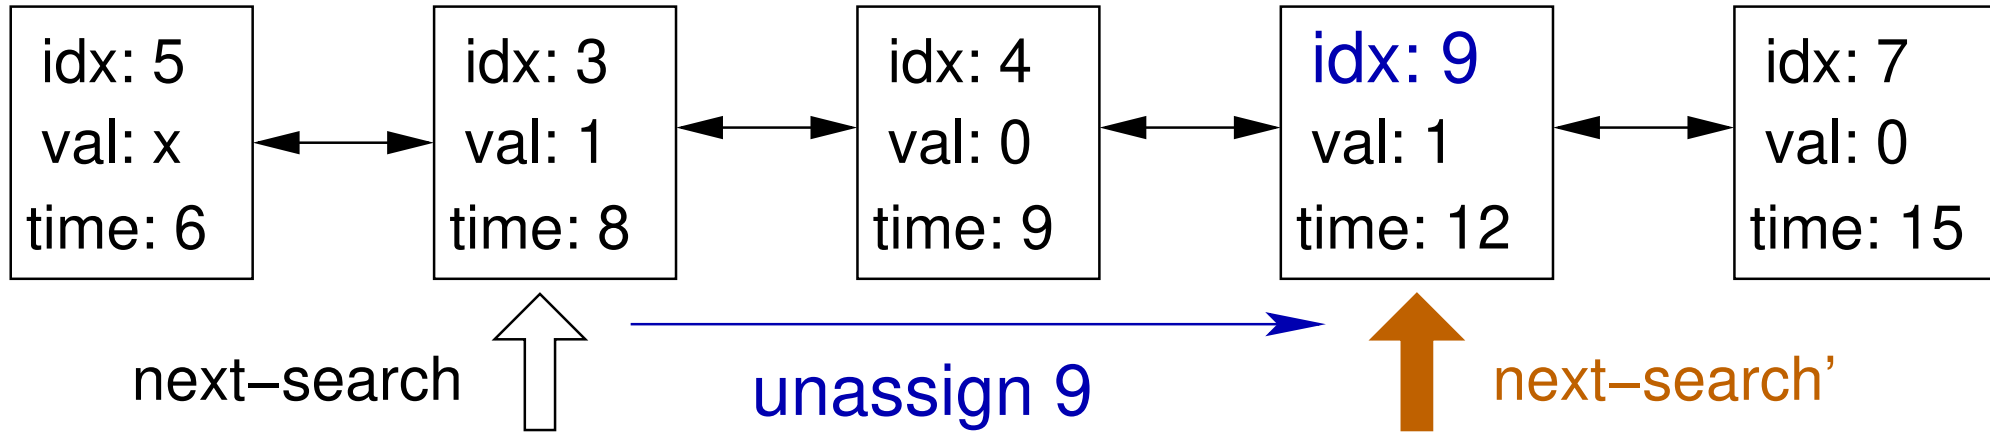 idx: 5
val: x
time: 6
idx: 3
val: 1
time: 8
idx: 4
val: 0
time: 9
idx: 9
val: 1
time: 12
idx: 7
val: 0
time: 15
next−search
unassign 9
next−search’